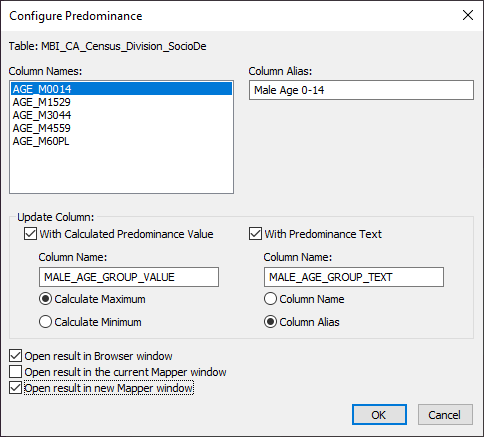 Configure Predominance
Table: MBI_CA_Census_Division_SocioDe
Column Names:
Column Alias:
AGE_M0014
AGE_M1529
AGE_M3044
AGE_M4559
AGE_M60PL
Male Age 0-14
Update Column:
With Calculated Predominance Value
With Predominance Text
Column Name:
Column Name:
MALE_AGE_GROUP_VALUE
MALE_AGE_GROUP_TEXT
Calculate Maximum
Column Name
Calculate Minimum
Column Alias
Open result in Browser window
Open result in the current Mapper window
Open result in new Mapper window
OK
Cancel